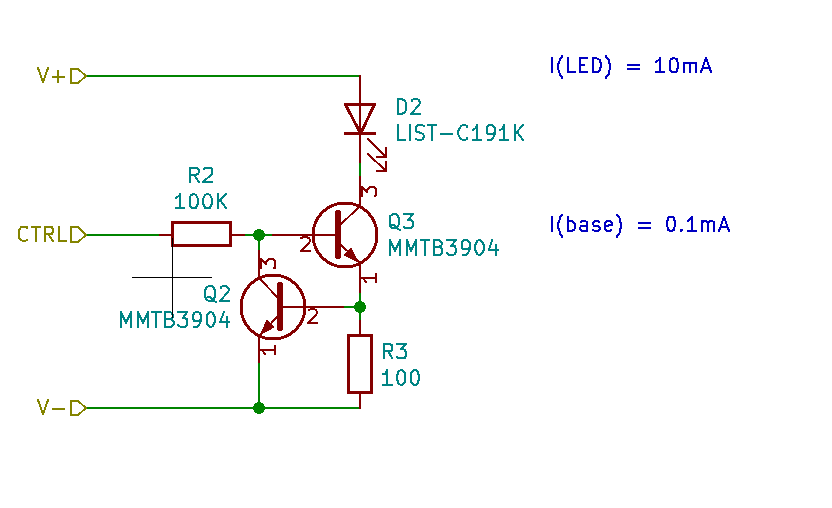 V+
I(LED) = 10mA
D2
LIST-C191K
R2
100K
3
CTRL
Q3
I(base) = 0.1mA
2
MMTB3904
3
1
Q2
MMTB3904
2
1
R3
100
V-